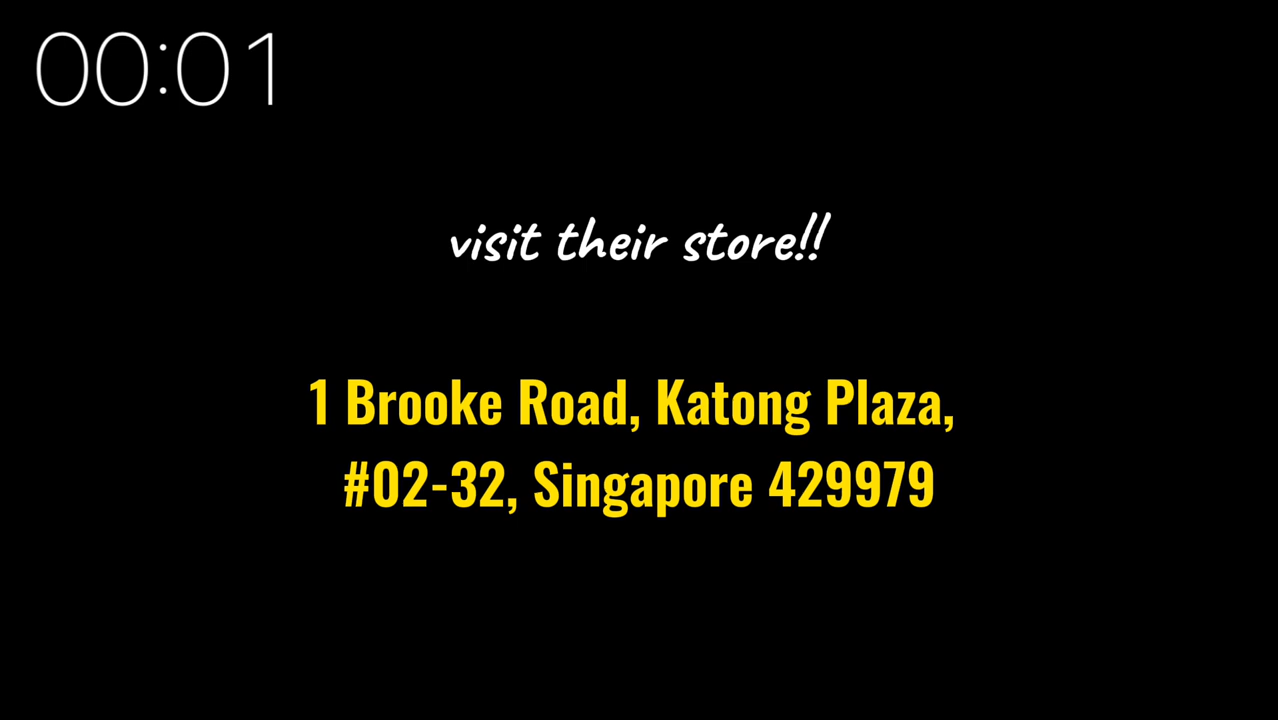 00:01
visit their store!!
1 Brooke Road, Katong Plaza,
#02-32, Singapore 429979